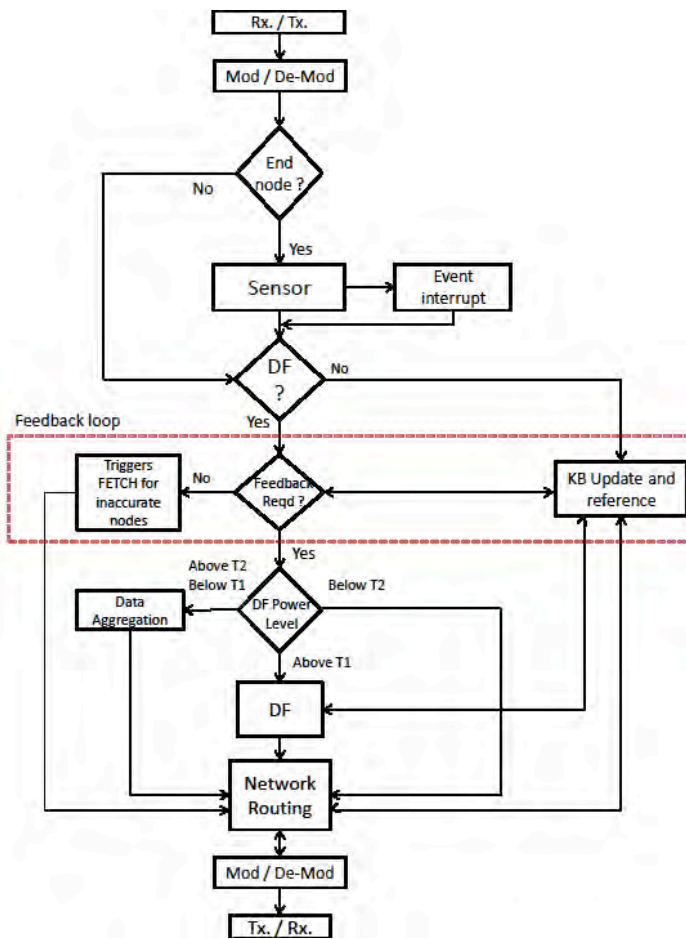 Rx. / Tx.
Mod / De-Mod
End
node ?
No
Yes
Sensor
Event
interrupt
DF
?
No
Yes
Feedback loop
Triggers
FETCH for
inaccurate
nodes
No
Feedback
Reqd ?
KB Update and
reference
Yes
Above T2
Below T1
Below T2
Data
Aggregation
DF Power
Level
Above T1
DF
Network
Routing
Mod / De-Mod
Tx. / Rx.